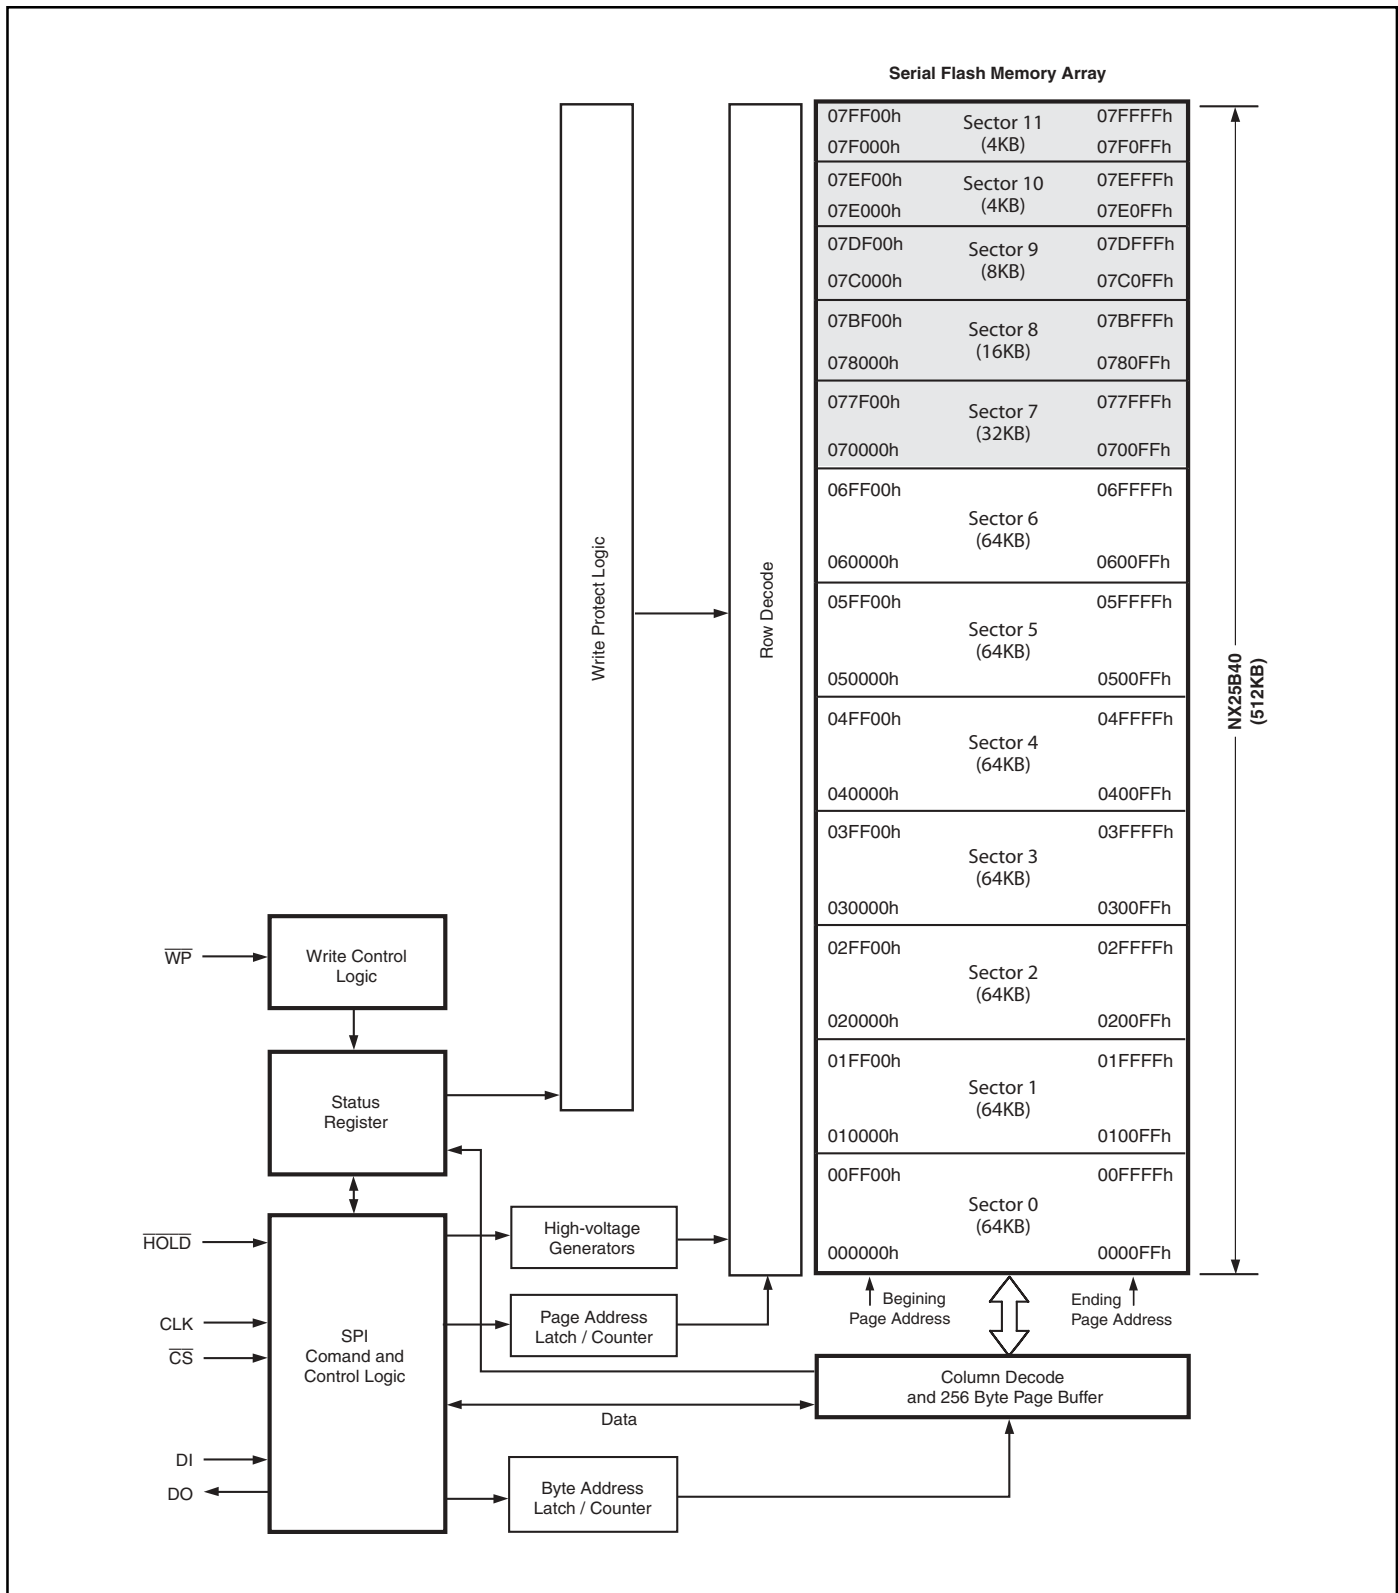 Serial Flash Memory Array
07FF00h Sector 11 07FFFFh
(4KB)
07F000h 07F0FFh
07EF00h Sector 10 07EFFFh
(4KB)
07E000h 07E0FFh
07DF00h Sector 9 07DFFFh
(8KB)
07C000h 07C0FFh
07BF00h Sector 8 07BFFFh
(16KB)
078000h 0780FFh
077F00h Sector 7 077FFFh
(32KB)
070000h 0700FFh
06FF00h 06FFFFh
Sector 6
(64KB)
060000h 0600FFh
05FF00h 05FFFFh
Sector 5
(64KB)
050000h 0500FFh
04FF00h 04FFFFh
Sector 4
(64KB)
040000h 0400FFh
03FF00h 03FFFFh
Sector 3
(64KB)
030000h 0300FFh
02FF00h 02FFFFh
Sector 2
(64KB)
020000h 0200FFh
01FF00h 01FFFFh
Sector 1
(64KB)
010000h 0100FFh
00FF00h 00FFFFh
Sector 0
(64KB)
000000h 0000FFh
NX25B40
(512KB)
Write Protect Logic
Row Decode
Begining
Page Address
Ending
Page Address
WP
Write Control
Logic
Status
Register
HOLD
CLK
CS
DI
DO
SPI
Comand and
Control Logic
High-voltage
Generators
Page Address
Latch / Counter
Column Decode
and 256 Byte Page Buffer
Data
Byte Address
Latch / Counter